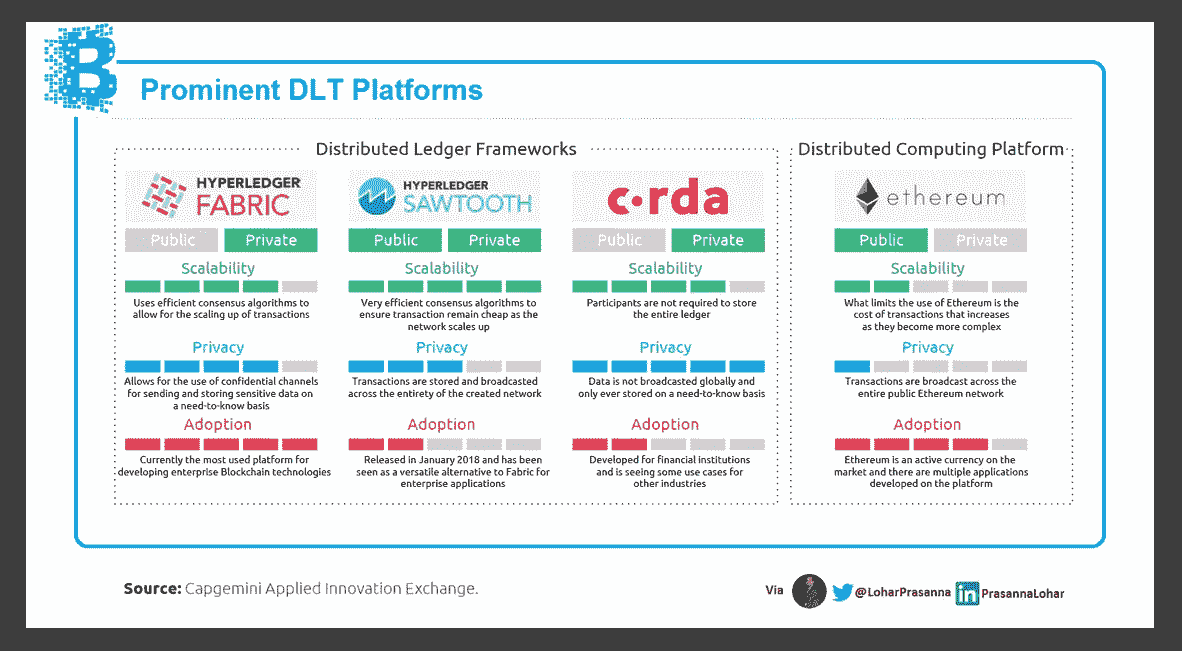 Prominent DLT Platforms
Distributed Ledger Frameworks
HYPERLEDGER
FABRIC
Public
Private
Scalability
Uses efficient consensus algorithms to
allow for the scaling up of transactions
Privacy
Allows for the use of confidential channels
for sending and storing sensitive data on
a need-to-know basis
Adoption
Currently the most used platform for
developing enterprise Blockchain technologies
HYPERLEDGER
SAWTOOTH
Public
Private
Scalability
Very efficient consensus algorithms to
ensure transaction remain cheap as the
network scales up
Privacy
Transactions are stored and broadcasted
across the entirety of the created network
Adoption
Released in January 2018 and has been
seen as a versatile alternative to Fabric for
enterprise applications
c•rda
Public
Private
Scalability
Participants are not required to store
the entire ledger
Privacy
Data is not broadcasted globally and
only ever stored on a need-to-know basis
Adoption
Developed for financial institutions
and is seeing some use cases for
other industries
Distributed Computing Platform
ethereum
Public
Private
Scalability
What limits the use of Ethereum is the
cost of transactions that increases
as they become more complex
Privacy
Transactions are broadcast across the
entire public Ethereum network
Adoption
Ethereum is an active currency on the
market and there are multiple applications
developed on the platform
Source: Capgemini Applied Innovation Exchange.
Via
@LoharPrasanna
in
PrasannaLohar